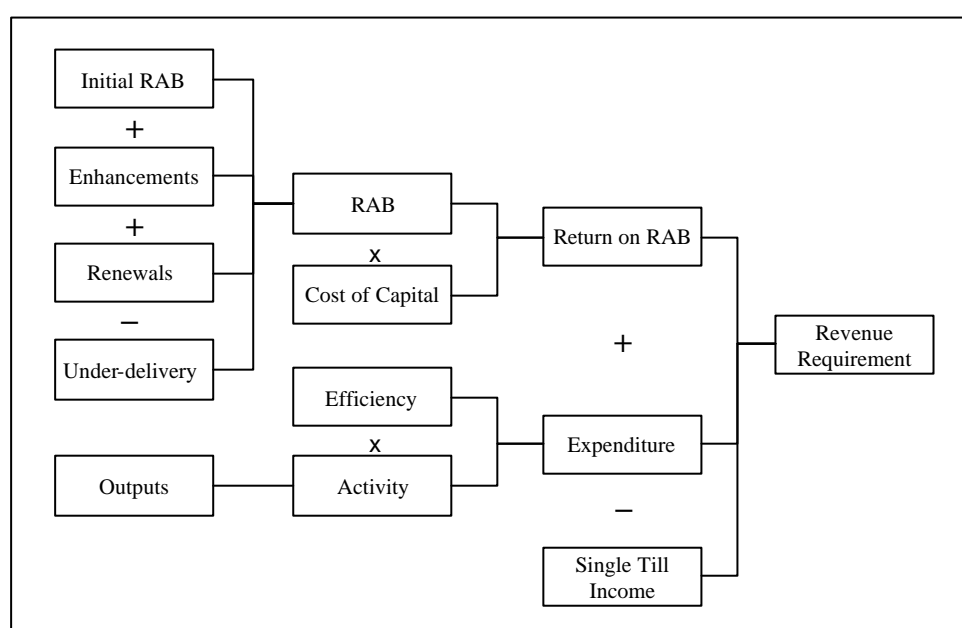 Initial RAB
+
Enhancements
+
Renewals
−
Under-delivery
Outputs
RAB
x
Cost of Capital
Efficiency
x
Activity
Return on RAB
+
Expenditure
−
Single Till
Income
Revenue
Requirement